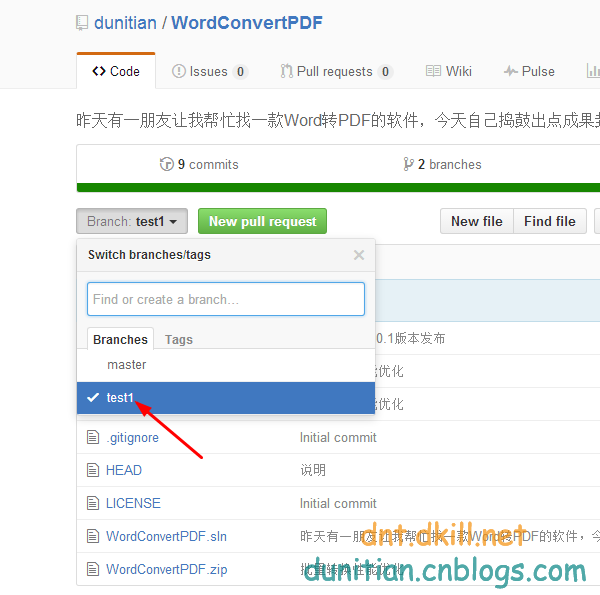 dunitian / WordConvertPDF
Code Issues 0 Pull requests 0 Wiki Pulse
昨天有一朋友让我帮忙找一款Word转PDF的软件，今天自己捣鼓出点成果
9 commits 2 branches
Branch: test1 New pull request New file Find file
Switch branches/tags
Find or create a branch...
Branches Tags
0.1版本发布
master
优化
test1
优化
.gitignore Initial commit
HEAD 说明
LICENSE Initial commit
WordConvertPDF.sln 昨天有一朋友让我帮忙找一款Word转PDF的软件，今
dnt.dkill.net
WordConvertPDF.zip 批量转换性能优化
dunitian.cnblogs.com